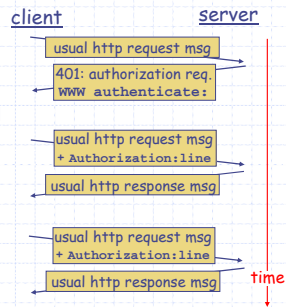 client
server
usual http request msg
401: authorization req.
WWW authenticate:
usual http request msg
+ Authorization:line
usual http response msg
usual http request msg
+ Authorization:line
usual http response msg
time